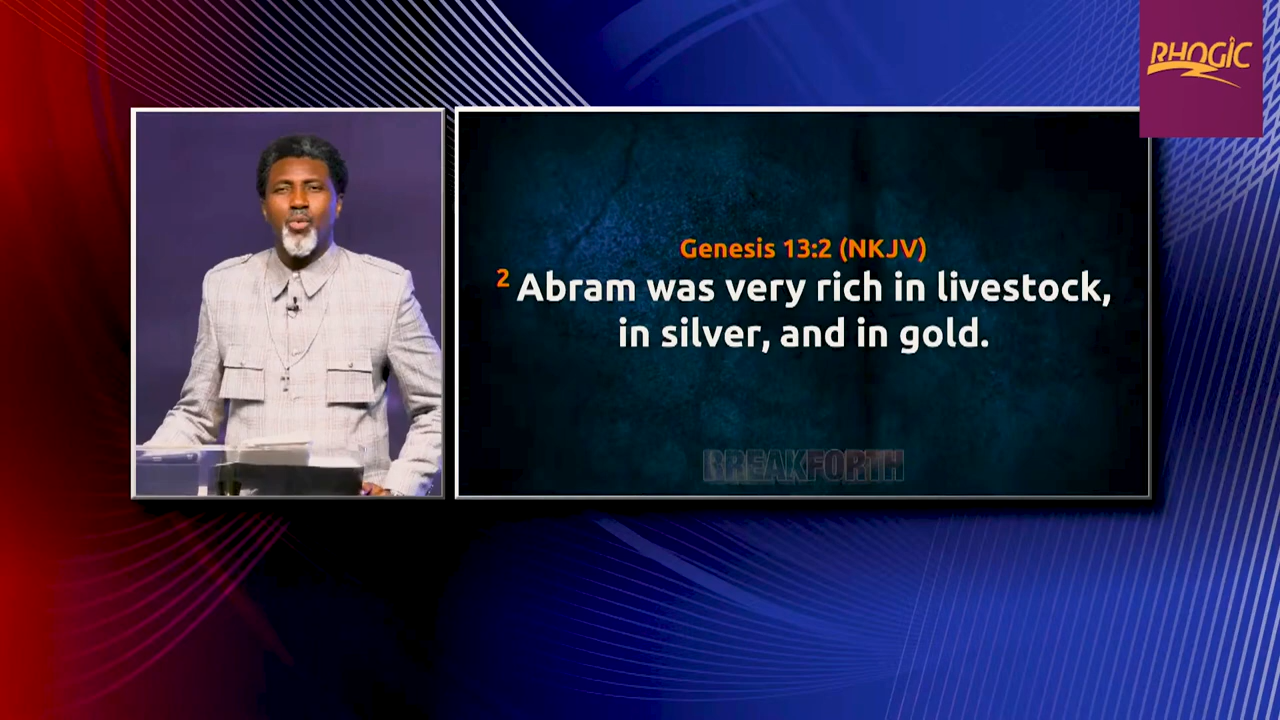 RHOGIC
Genesis 13:2 (NKJV)
2 Abram was very rich in livestock,
in silver, and in gold.
BREAKFORTH